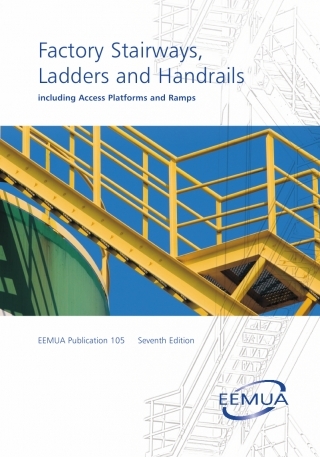 Factory Stairways,
Ladders and Handrails
including Access Platforms and Ramps
EEMUA Publication 105 Seventh Edition
EEMUA